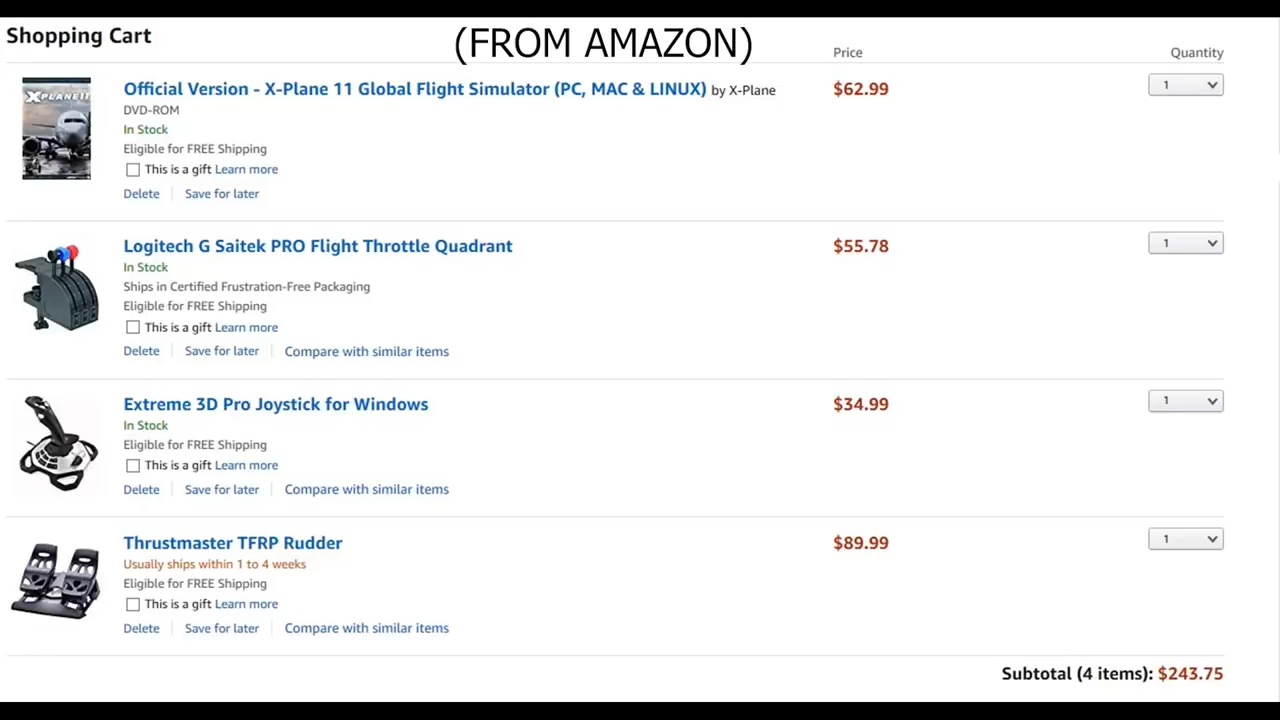 Shopping Cart
(FROM AMAZON)
Price
Quantity
X-PLANE 11
Official Version - X-Plane 11 Global Flight Simulator (PC, MAC & LINUX) by X-Plane
$62.99
1
DVD-ROM
In Stock
Eligible for FREE Shipping
This is a gift Learn more
Delete
Save for later
Logitech G Saitek PRO Flight Throttle Quadrant
$55.78
1
In Stock
Ships in Certified Frustration-Free Packaging
Eligible for FREE Shipping
This is a gift Learn more
Delete
Save for later
Compare with similar items
Extreme 3D Pro Joystick for Windows
$34.99
1
In Stock
Eligible for FREE Shipping
This is a gift Learn more
Delete
Save for later
Compare with similar items
Thrustmaster TFRP Rudder
$89.99
1
Usually ships within 1 to 4 weeks
Eligible for FREE Shipping
This is a gift Learn more
Delete
Save for later
Compare with similar items
Subtotal (4 items): $243.75